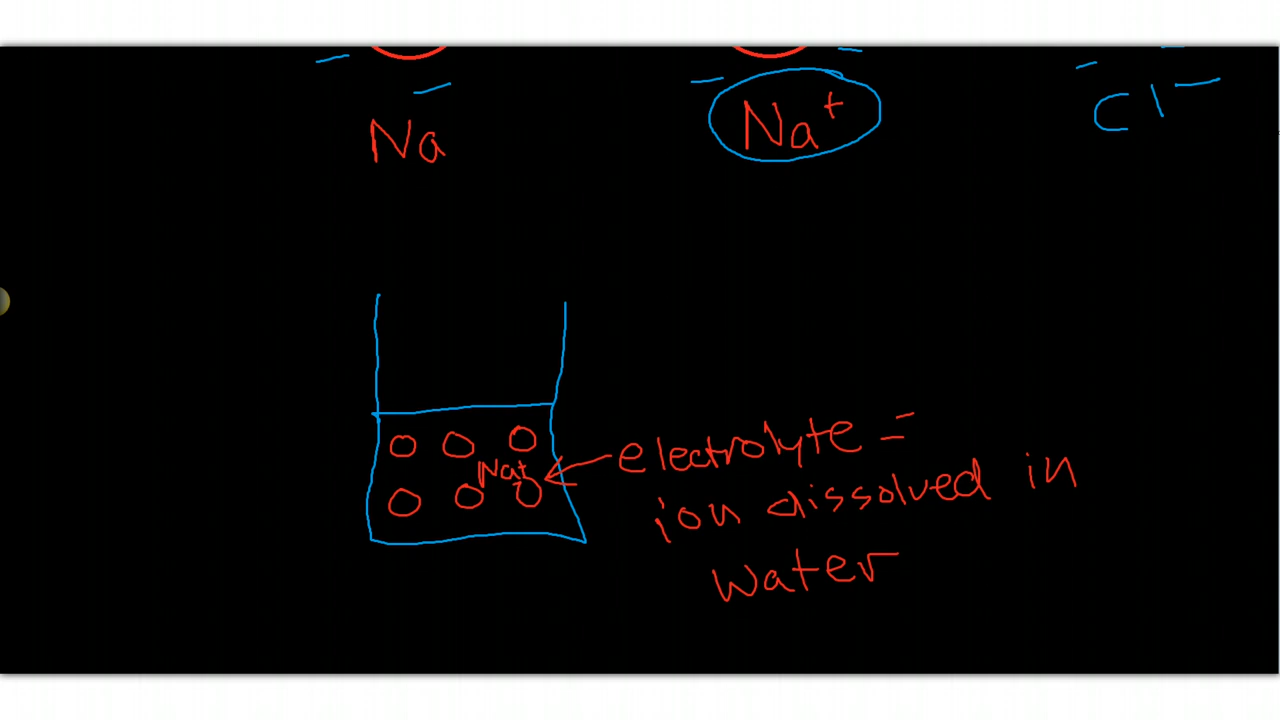 Na
Na+
Cl-
Na+
electrolyte =
ion dissolved in
water